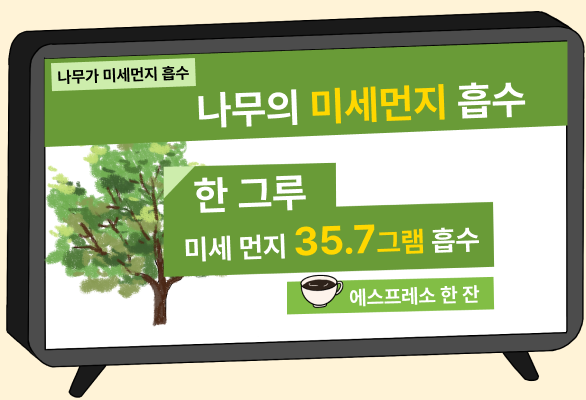 나무가 미세먼지 흡수
나무의 미세먼지 흡수
한 그루
미세 먼지 35.7그램 흡수
에스프레소 한 잔